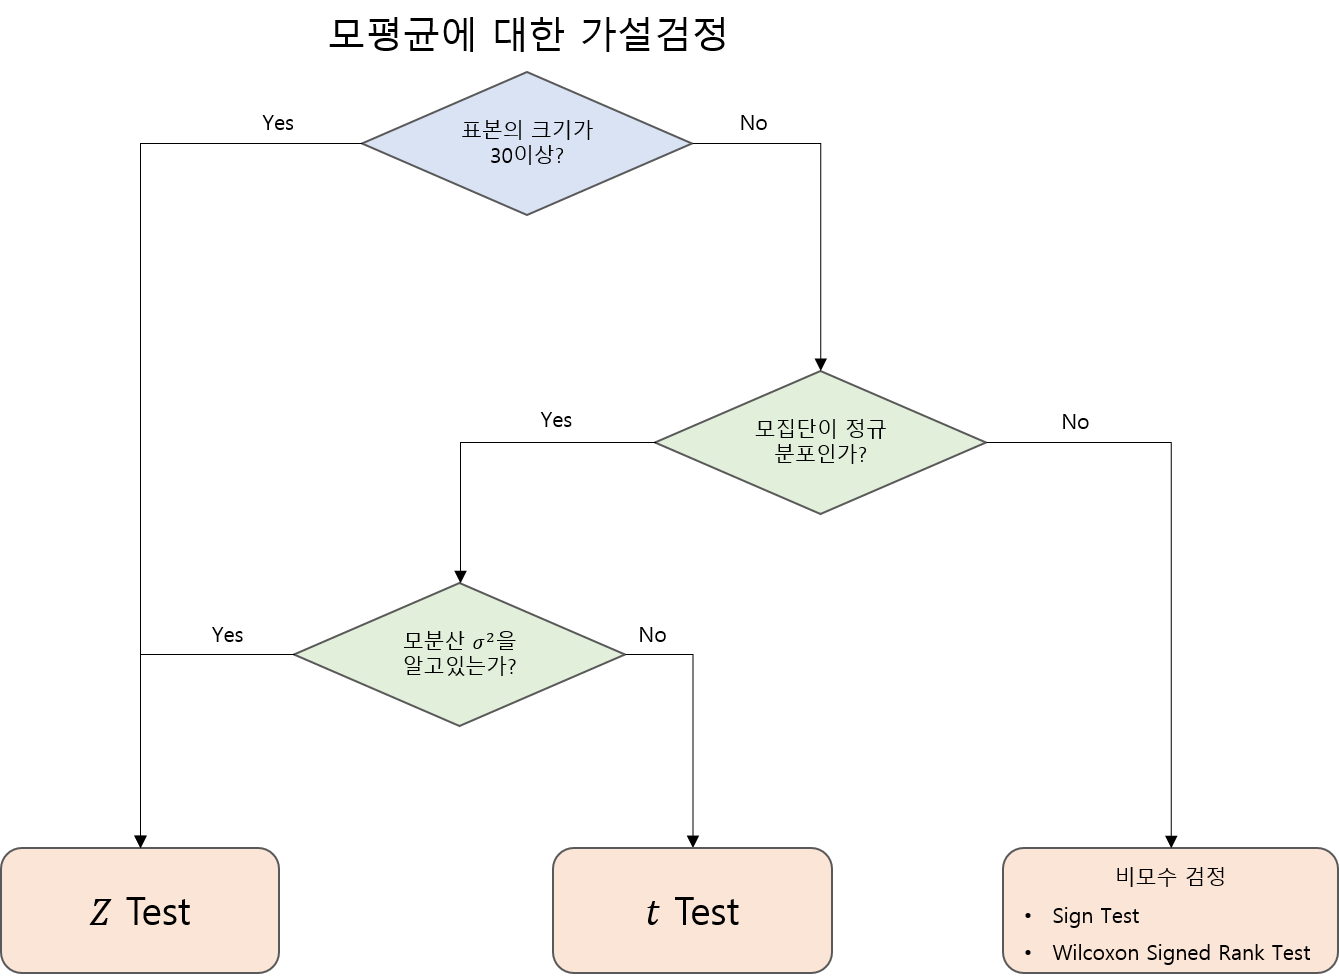 모평균에 대한 가설검정
표본의 크기가
30이상?
Yes
No
모집단이 정규
분포인가?
Yes
No
모분산 𝜎²을
알고있는가?
Yes
No
𝑍 Test
𝑡 Test
비모수 검정
• Sign Test
• Wilcoxon Signed Rank Test